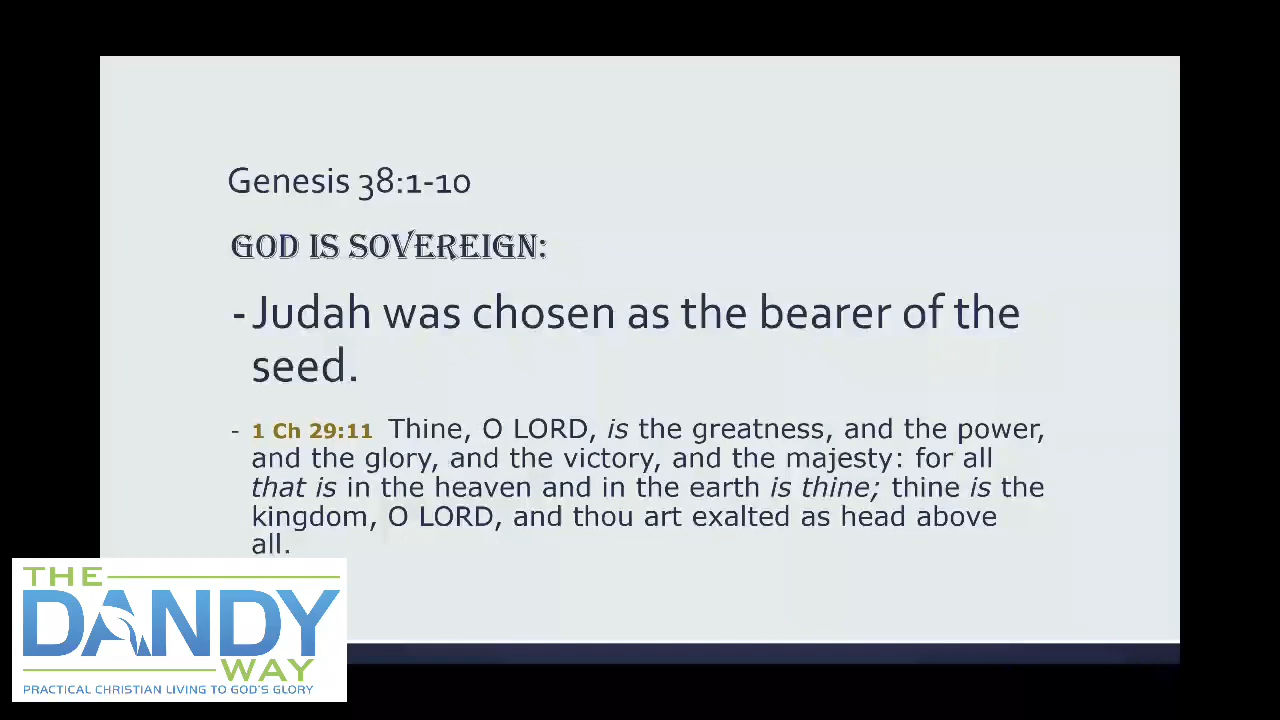 Genesis 38:1-10
GOD IS SOVEREIGN:
- Judah was chosen as the bearer of the
seed.
- 1 Ch 29:11 Thine, O LORD, is the greatness, and the power,
and the glory, and the victory, and the majesty: for all
that is in the heaven and in the earth is thine; thine is the
kingdom, O LORD, and thou art exalted as head above
all.
THE
DANDY
WAY
PRACTICAL CHRISTIAN LIVING TO GOD'S GLORY